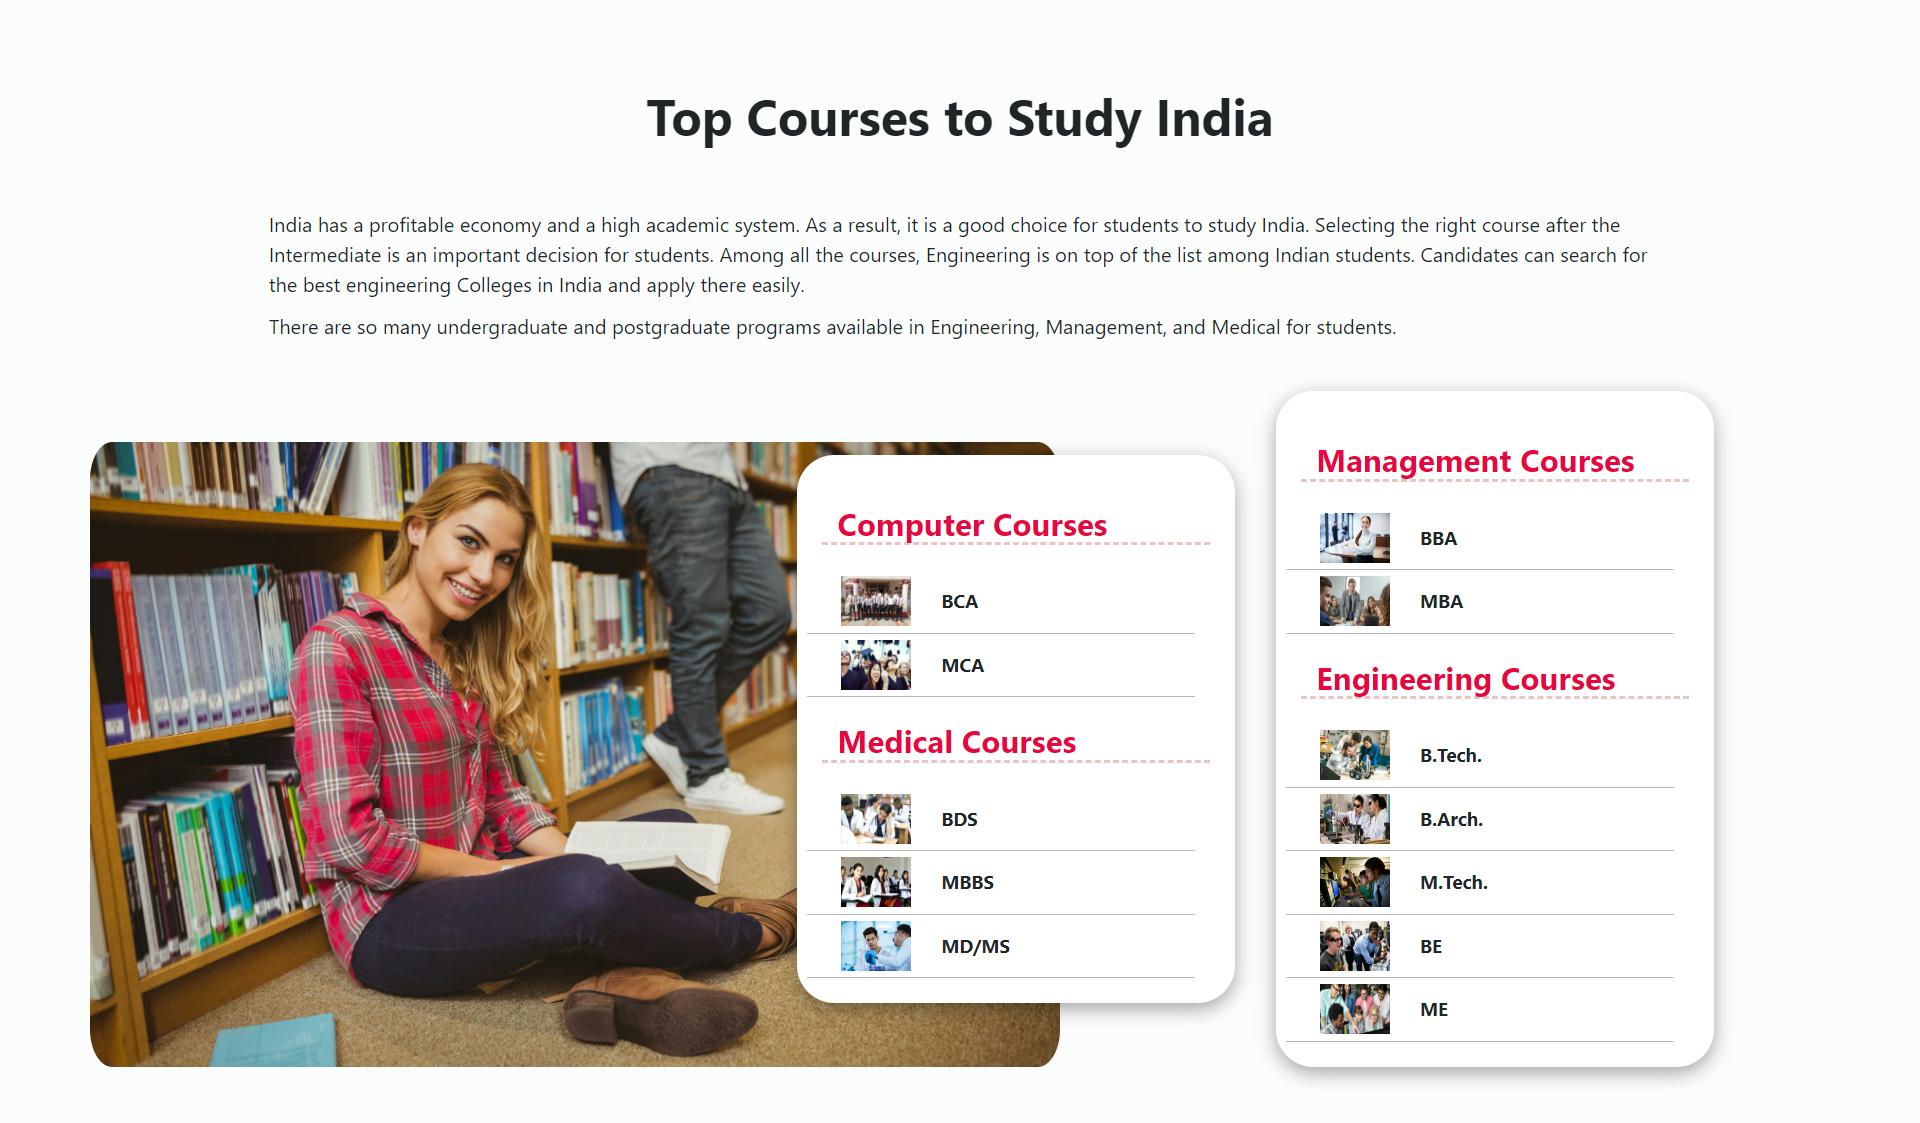 Top Courses to Study India
India has a profitable economy and a high academic system. As a result, it is a good choice for students to study India. Selecting the right course after the
Intermediate is an important decision for students. Among all the courses, Engineering is on top of the list among Indian students. Candidates can search for
the best engineering Colleges in India and apply there easily.
There are so many undergraduate and postgraduate programs available in Engineering, Management, and Medical for students.
Computer Courses
BCA
MCA
Medical Courses
BDS
MBBS
MD/MS
Management Courses
BBA
MBA
Engineering Courses
B.Tech.
B.Arch.
M.Tech.
BE
ME